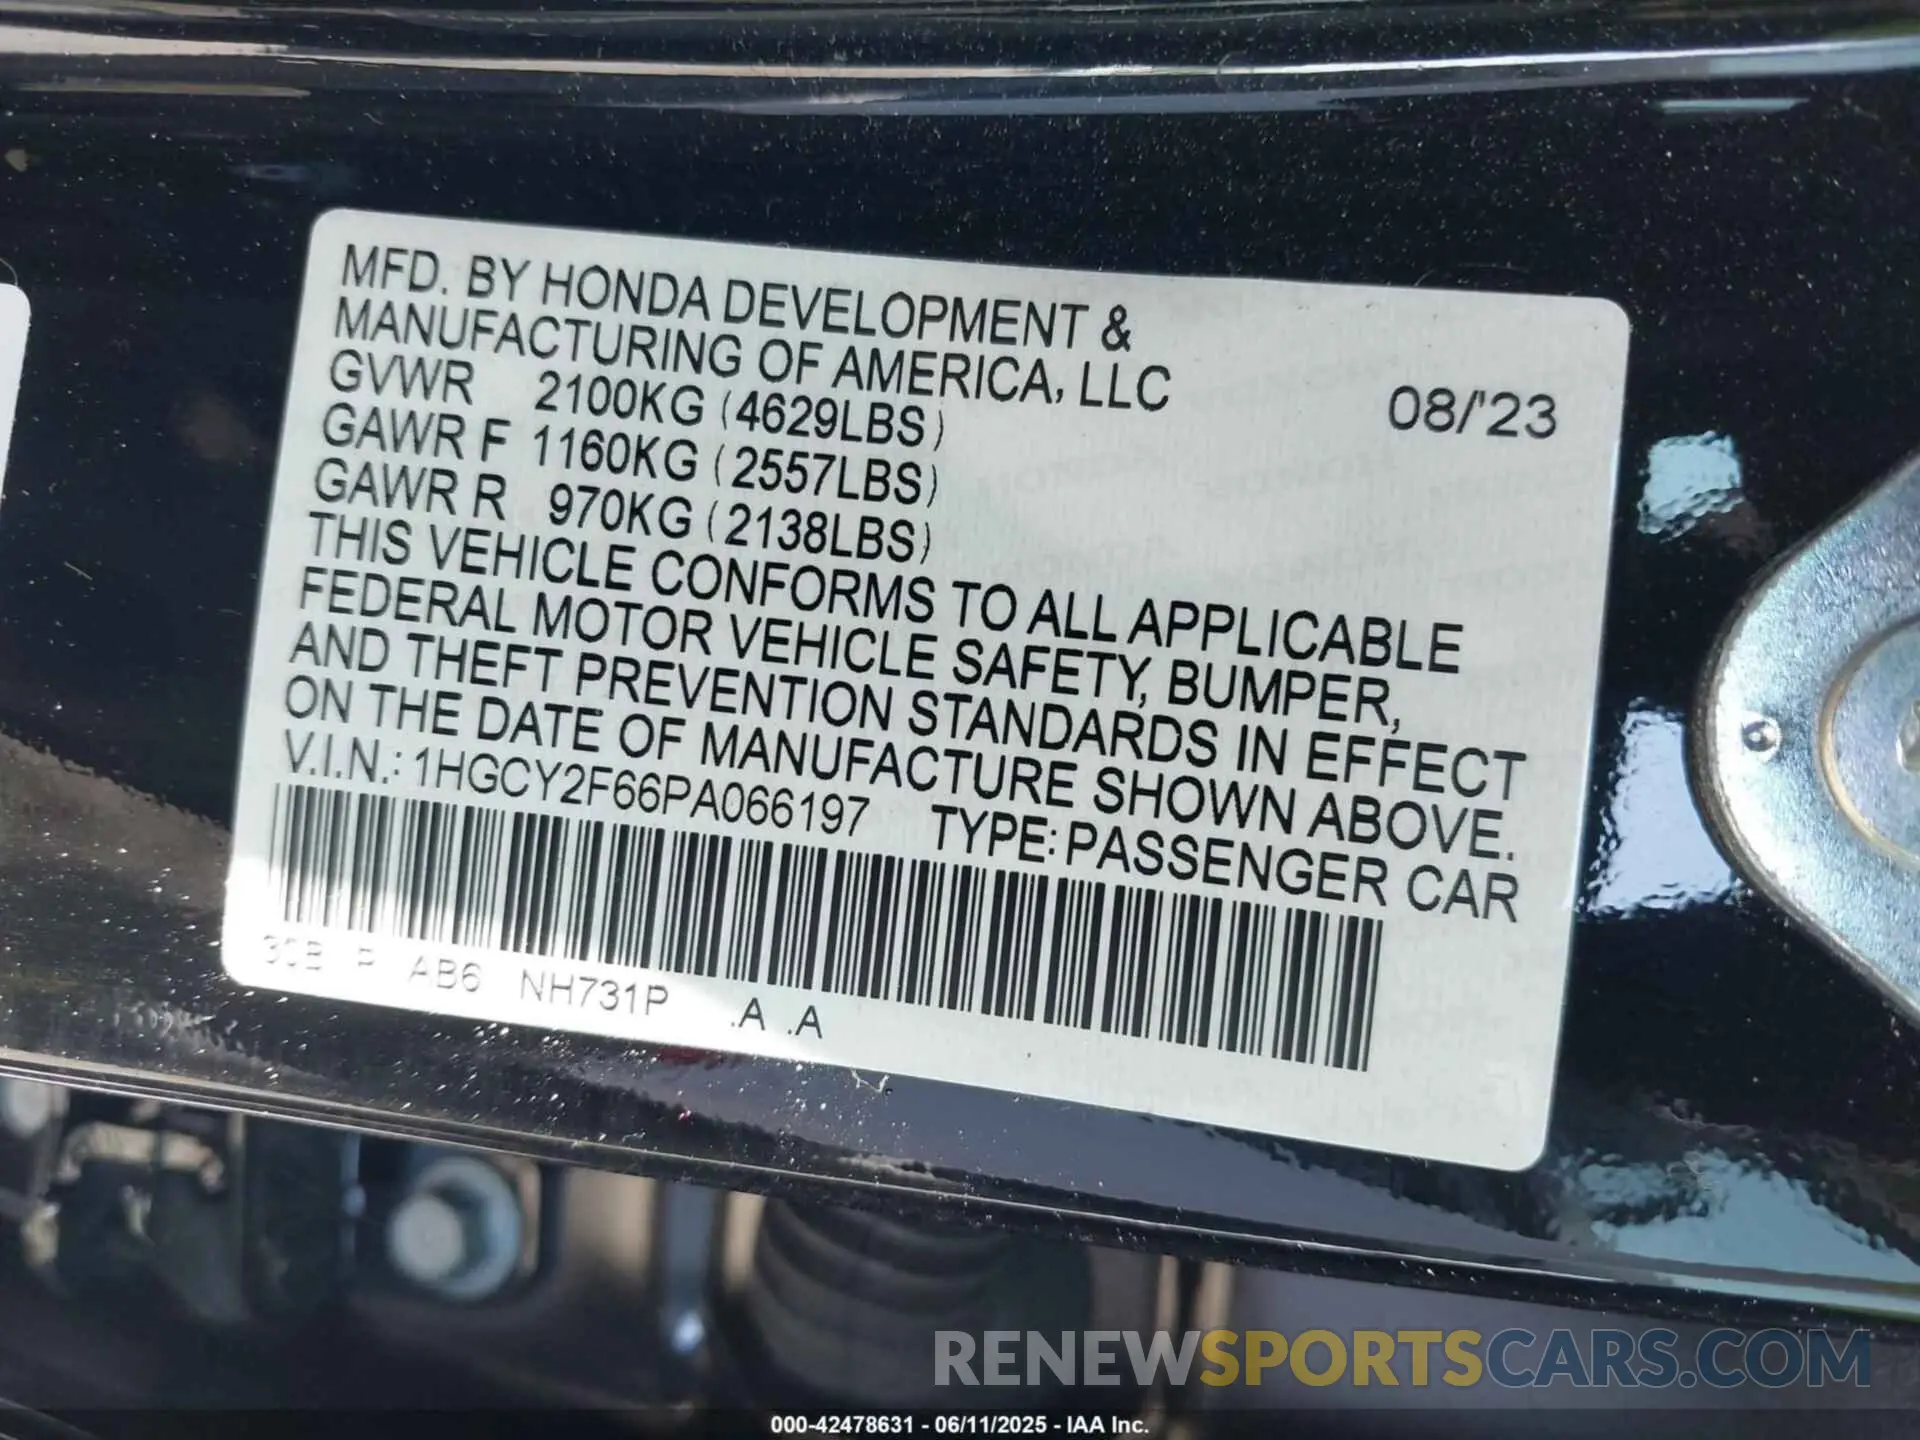 MFD. BY HONDA DEVELOPMENT &
MANUFACTURING OF AMERICA, LLC
08/'23
GVWR 2100KG (4629LBS)
GAWR F 1160KG (2557LBS)
GAWR R 970KG (2138LBS)
THIS VEHICLE CONFORMS TO ALL APPLICABLE
FEDERAL MOTOR VEHICLE SAFETY, BUMPER,
AND THEFT PREVENTION STANDARDS IN EFFECT
ON THE DATE OF MANUFACTURE SHOWN ABOVE.
V.I.N.: 1HGCY2F66PA066197 TYPE: PASSENGER CAR
AB6 NH731P .A .A
RENEWSPORTSCARS.COM
000-42478631 - 06/11/2025 - IAA Inc.